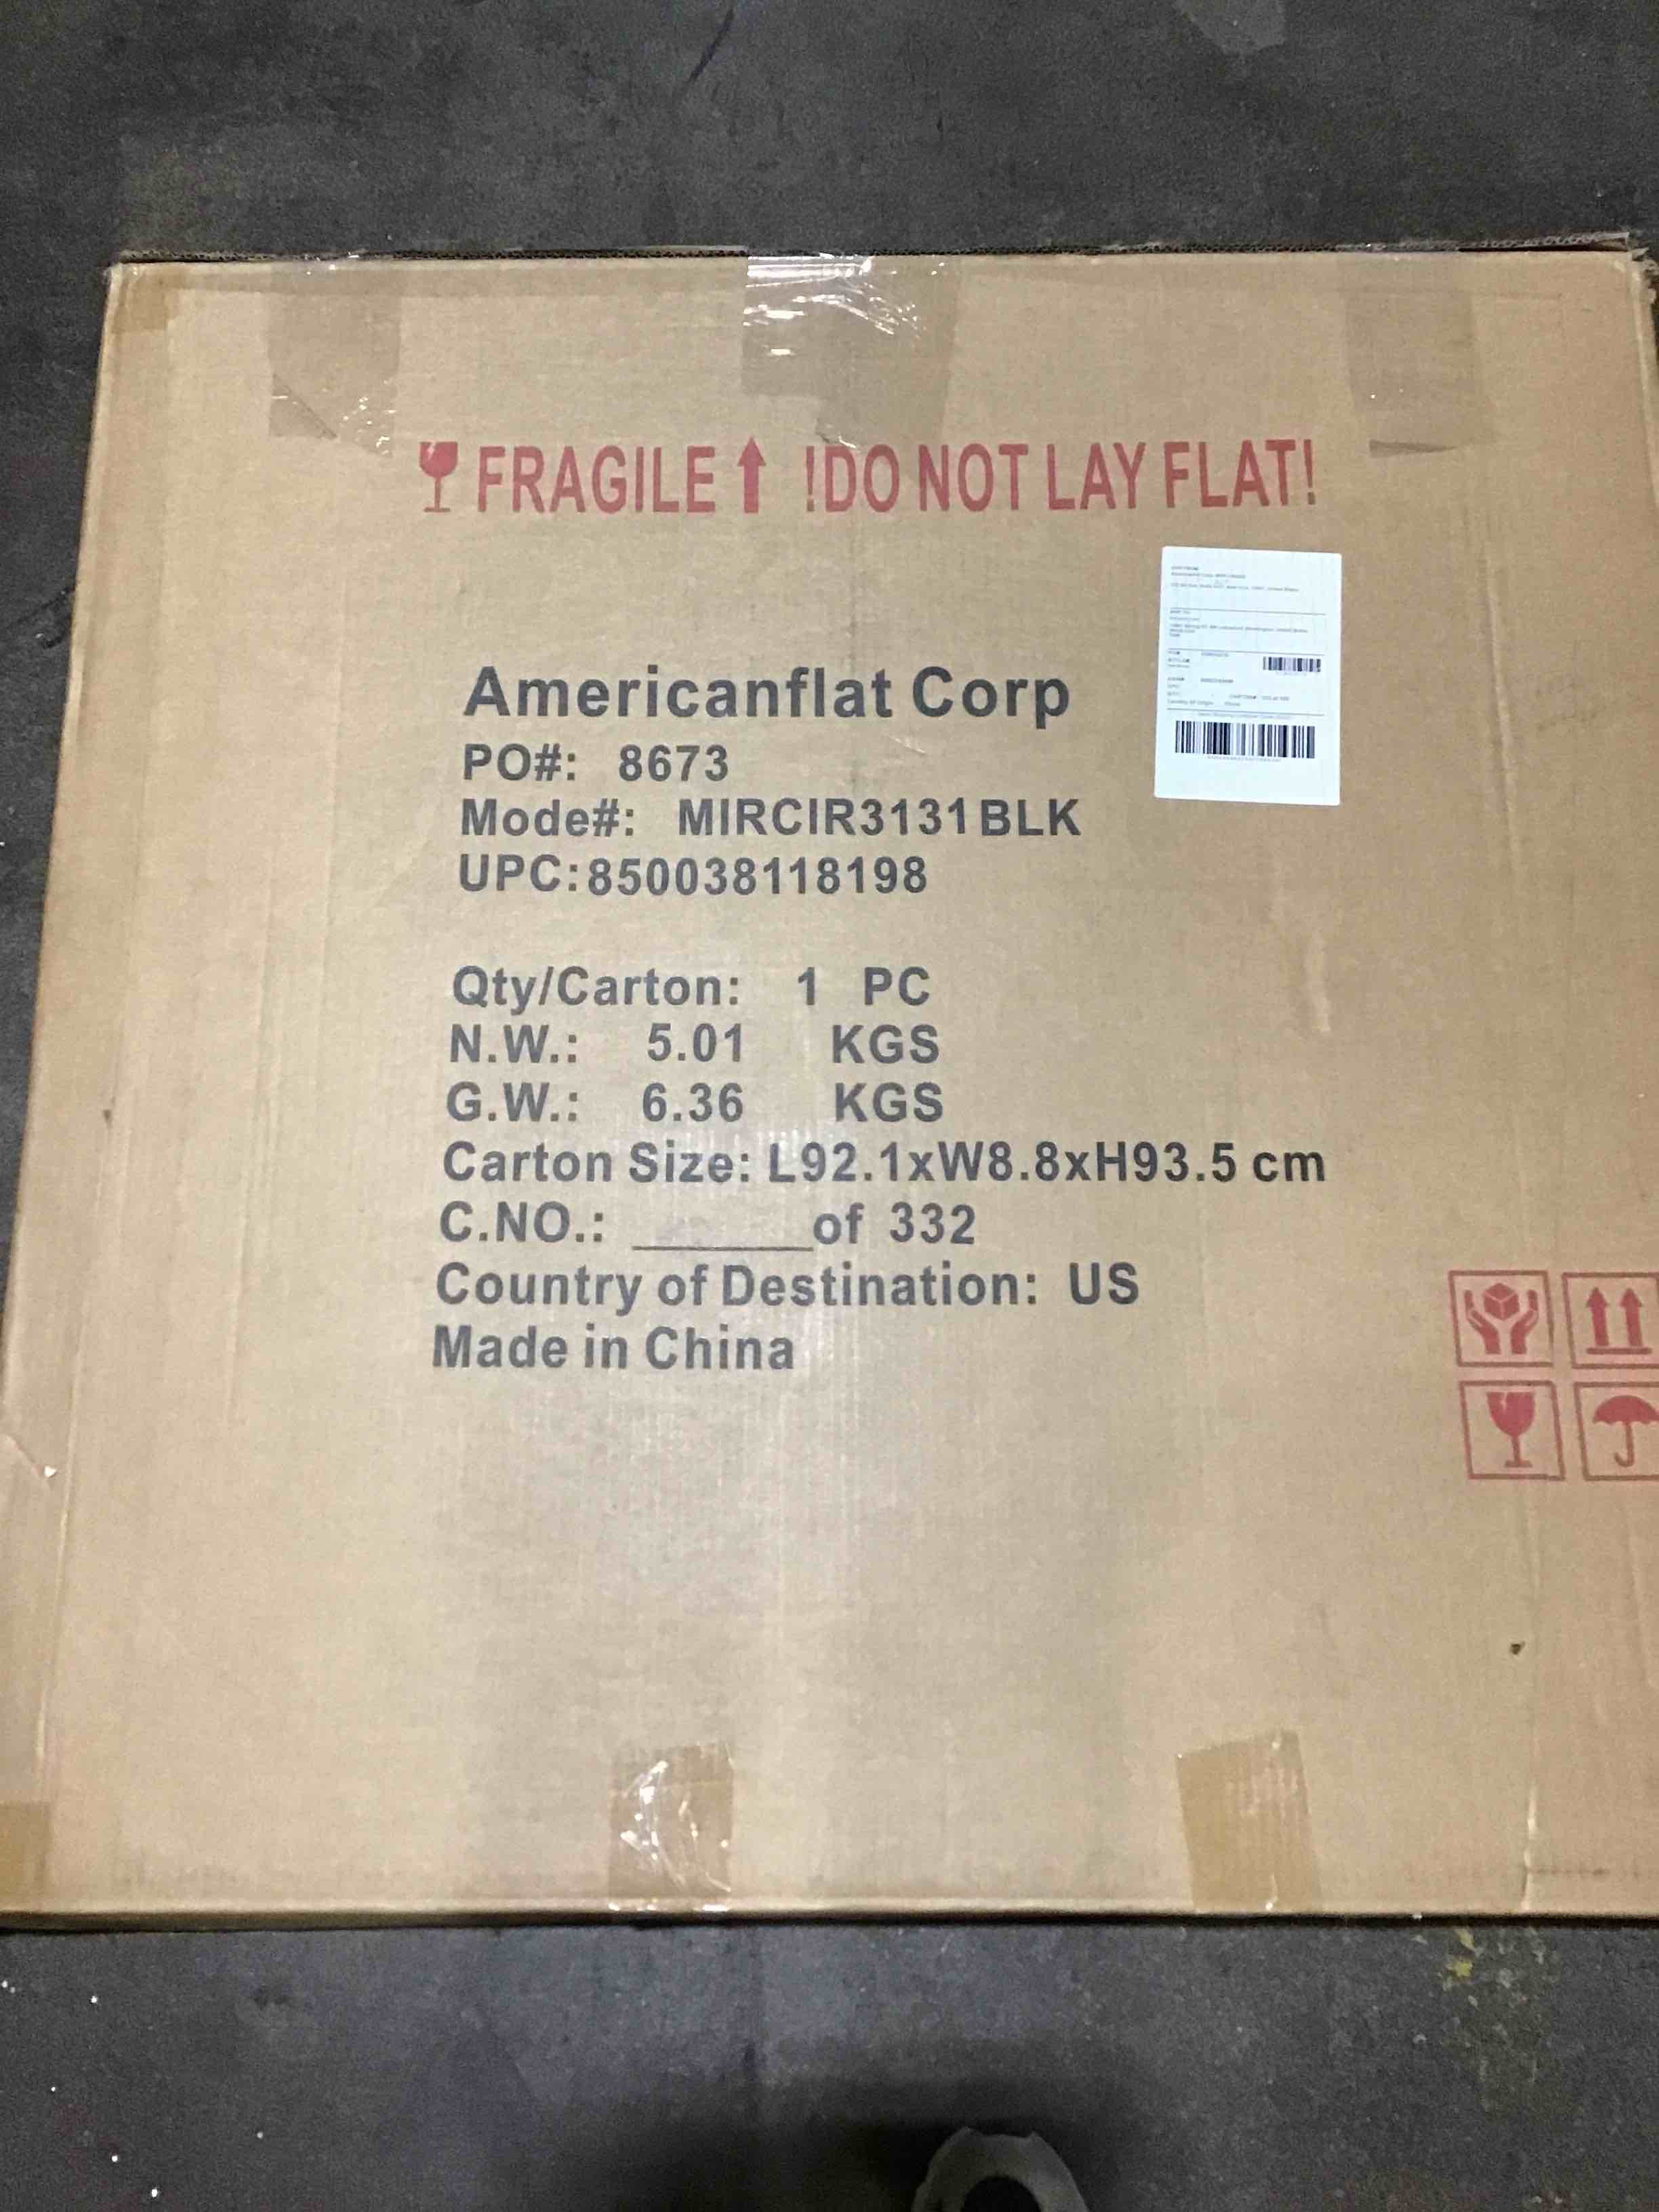 FRAGILE !DO NOT LAY FLAT!
Americanflat Corp
PO#: 8673
Mode#: MIRCIR3131BLK
UPC:850038118198
Qty/Carton: 1 PC
N.W.: 5.01 KGS
G.W.: 6.36 KGS
Carton Size: L92.1xW8.8xH93.5 cm
C.NO.: ______of 332
Country of Destination: US
Made in China